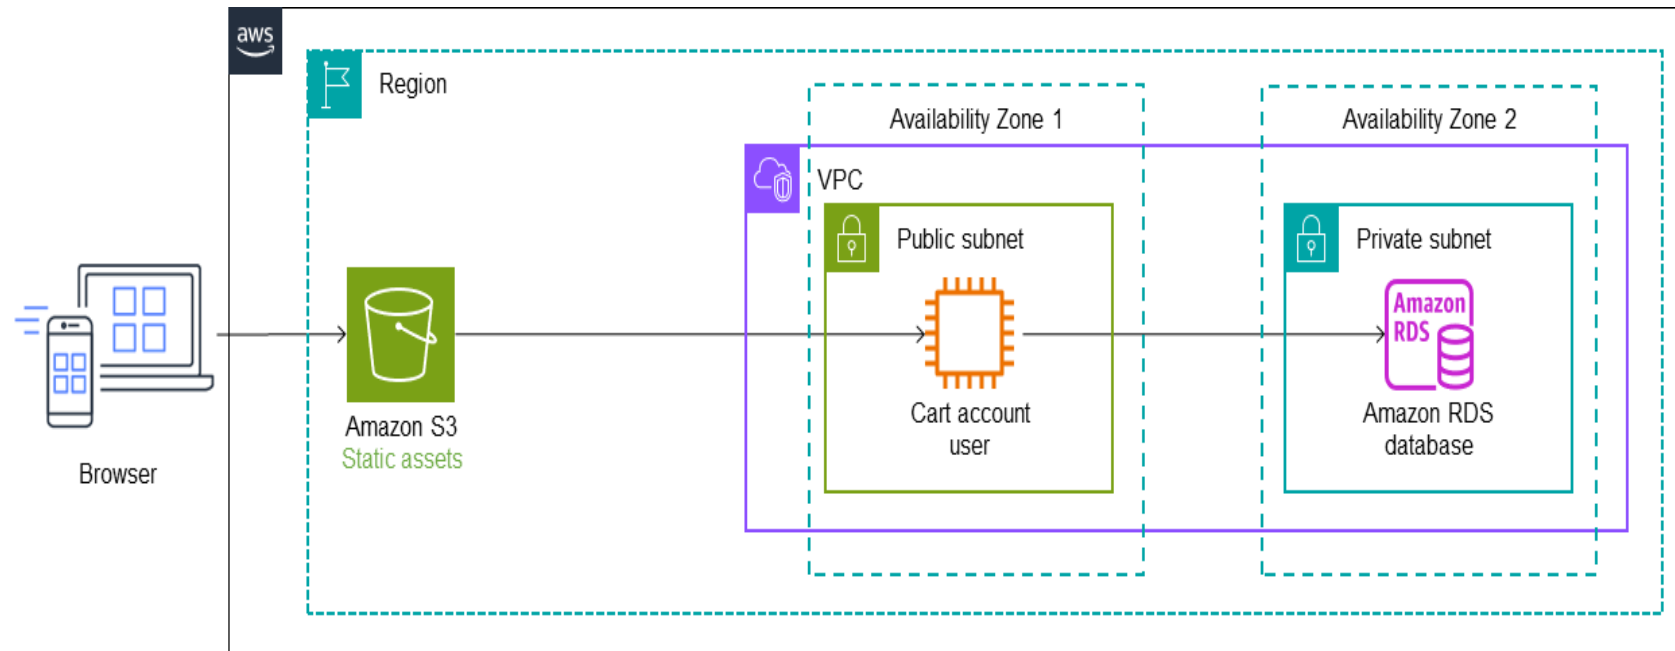 aws
Region
Availability Zone 1
Availability Zone 2
VPC
Public subnet
Private subnet
Amazon
RDS
Amazon S3
Static assets
Cart account
user
Amazon RDS
database
Browser